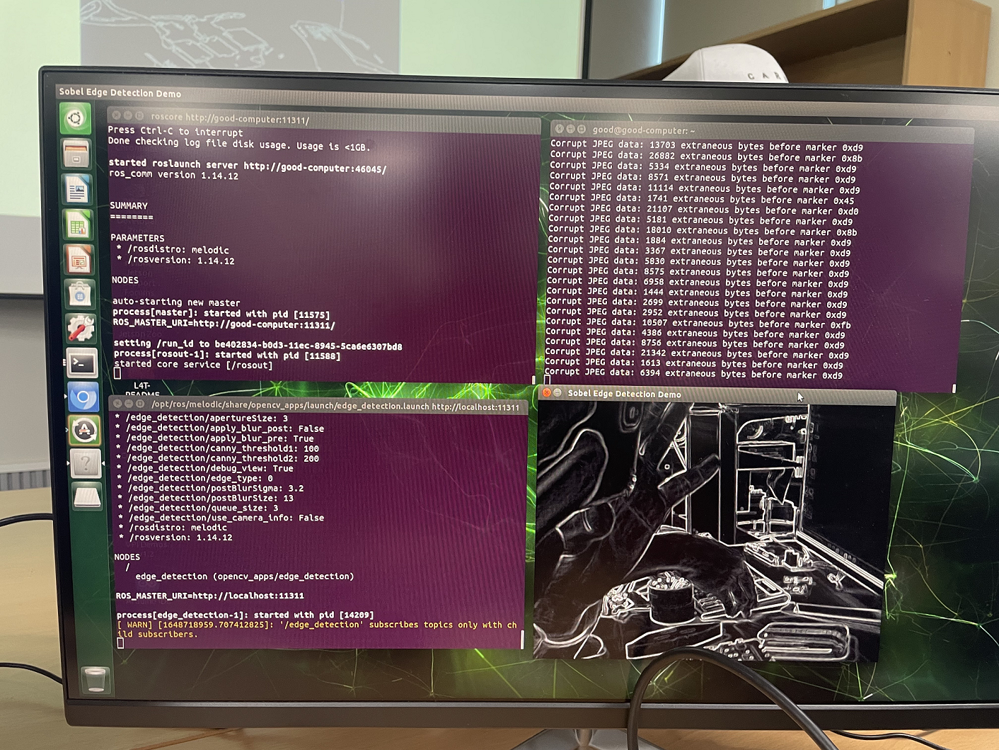 CAR
Sobel Edge Detection Demo
roscore http://good-computer:11311/
Press Ctrl-C to interrupt
Done checking log file disk usage. Usage is <1GB.
started roslaunch server http://good-computer:46045/
ros_comm version 1.14.12
SUMMARY
========
PARAMETERS
* /rosdistro: melodic
* /rosversion: 1.14.12
NODES
auto-starting new master
process[master]: started with pid [11575]
ROS_MASTER_URI=http://good-computer:11311/
setting /run_id to be402834-b0d3-11ec-8945-5ca6e6307bd8
process[rosout-1]: started with pid [11588]
started core service [/rosout]
good@good-computer: ~
Corrupt JPEG data: 13703 extraneous bytes before marker 0xd9
Corrupt JPEG data: 26882 extraneous bytes before marker 0x8b
Corrupt JPEG data: 5334 extraneous bytes before marker 0xd9
Corrupt JPEG data: 8571 extraneous bytes before marker 0xd9
Corrupt JPEG data: 11114 extraneous bytes before marker 0xd9
Corrupt JPEG data: 1741 extraneous bytes before marker 0x45
Corrupt JPEG data: 21107 extraneous bytes before marker 0xd0
Corrupt JPEG data: 5181 extraneous bytes before marker 0xd9
Corrupt JPEG data: 18010 extraneous bytes before marker 0x8b
Corrupt JPEG data: 1884 extraneous bytes before marker 0xd9
Corrupt JPEG data: 3367 extraneous bytes before marker 0xd9
Corrupt JPEG data: 5830 extraneous bytes before marker 0xd9
Corrupt JPEG data: 8575 extraneous bytes before marker 0xd9
Corrupt JPEG data: 6958 extraneous bytes before marker 0xd9
Corrupt JPEG data: 1444 extraneous bytes before marker 0xd9
Corrupt JPEG data: 2699 extraneous bytes before marker 0xd9
Corrupt JPEG data: 2952 extraneous bytes before marker 0xd9
Corrupt JPEG data: 10507 extraneous bytes before marker 0xfb
Corrupt JPEG data: 4386 extraneous bytes before marker 0xd9
Corrupt JPEG data: 8756 extraneous bytes before marker 0xd9
Corrupt JPEG data: 21342 extraneous bytes before marker 0xd9
Corrupt JPEG data: 1613 extraneous bytes before marker 0xd9
Corrupt JPEG data: 6394 extraneous bytes before marker 0xd9
L4T-
README
/opt/ros/melodic/share/opencv_apps/launch/edge_detection.launch http://localhost:11311
* /edge_detection/apertureSize: 3
* /edge_detection/apply_blur_post: False
* /edge_detection/apply_blur_pre: True
* /edge_detection/canny_threshold1: 100
* /edge_detection/canny_threshold2: 200
* /edge_detection/debug_view: True
* /edge_detection/edge_type: 0
* /edge_detection/postBlurSigma: 3.2
* /edge_detection/postBlurSize: 13
* /edge_detection/queue_size: 3
* /edge_detection/use_camera_info: False
* /rosdistro: melodic
* /rosversion: 1.14.12
NODES
/
edge_detection (opencv_apps/edge_detection)
ROS_MASTER_URI=http://localhost:11311
process[edge_detection-1]: started with pid [14209]
[ WARN] [1648718959.707412825]: '/edge_detection' subscribes topics only with ch
ild subscribers.
Sobel Edge Detection Demo